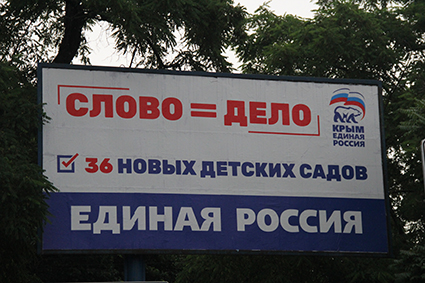 СЛОВО = ДЕЛО
КРЫМ
ЕДИНАЯ
РОССИЯ
36 НОВЫХ ДЕТСКИХ САДОВ
ЕДИНАЯ РОССИЯ